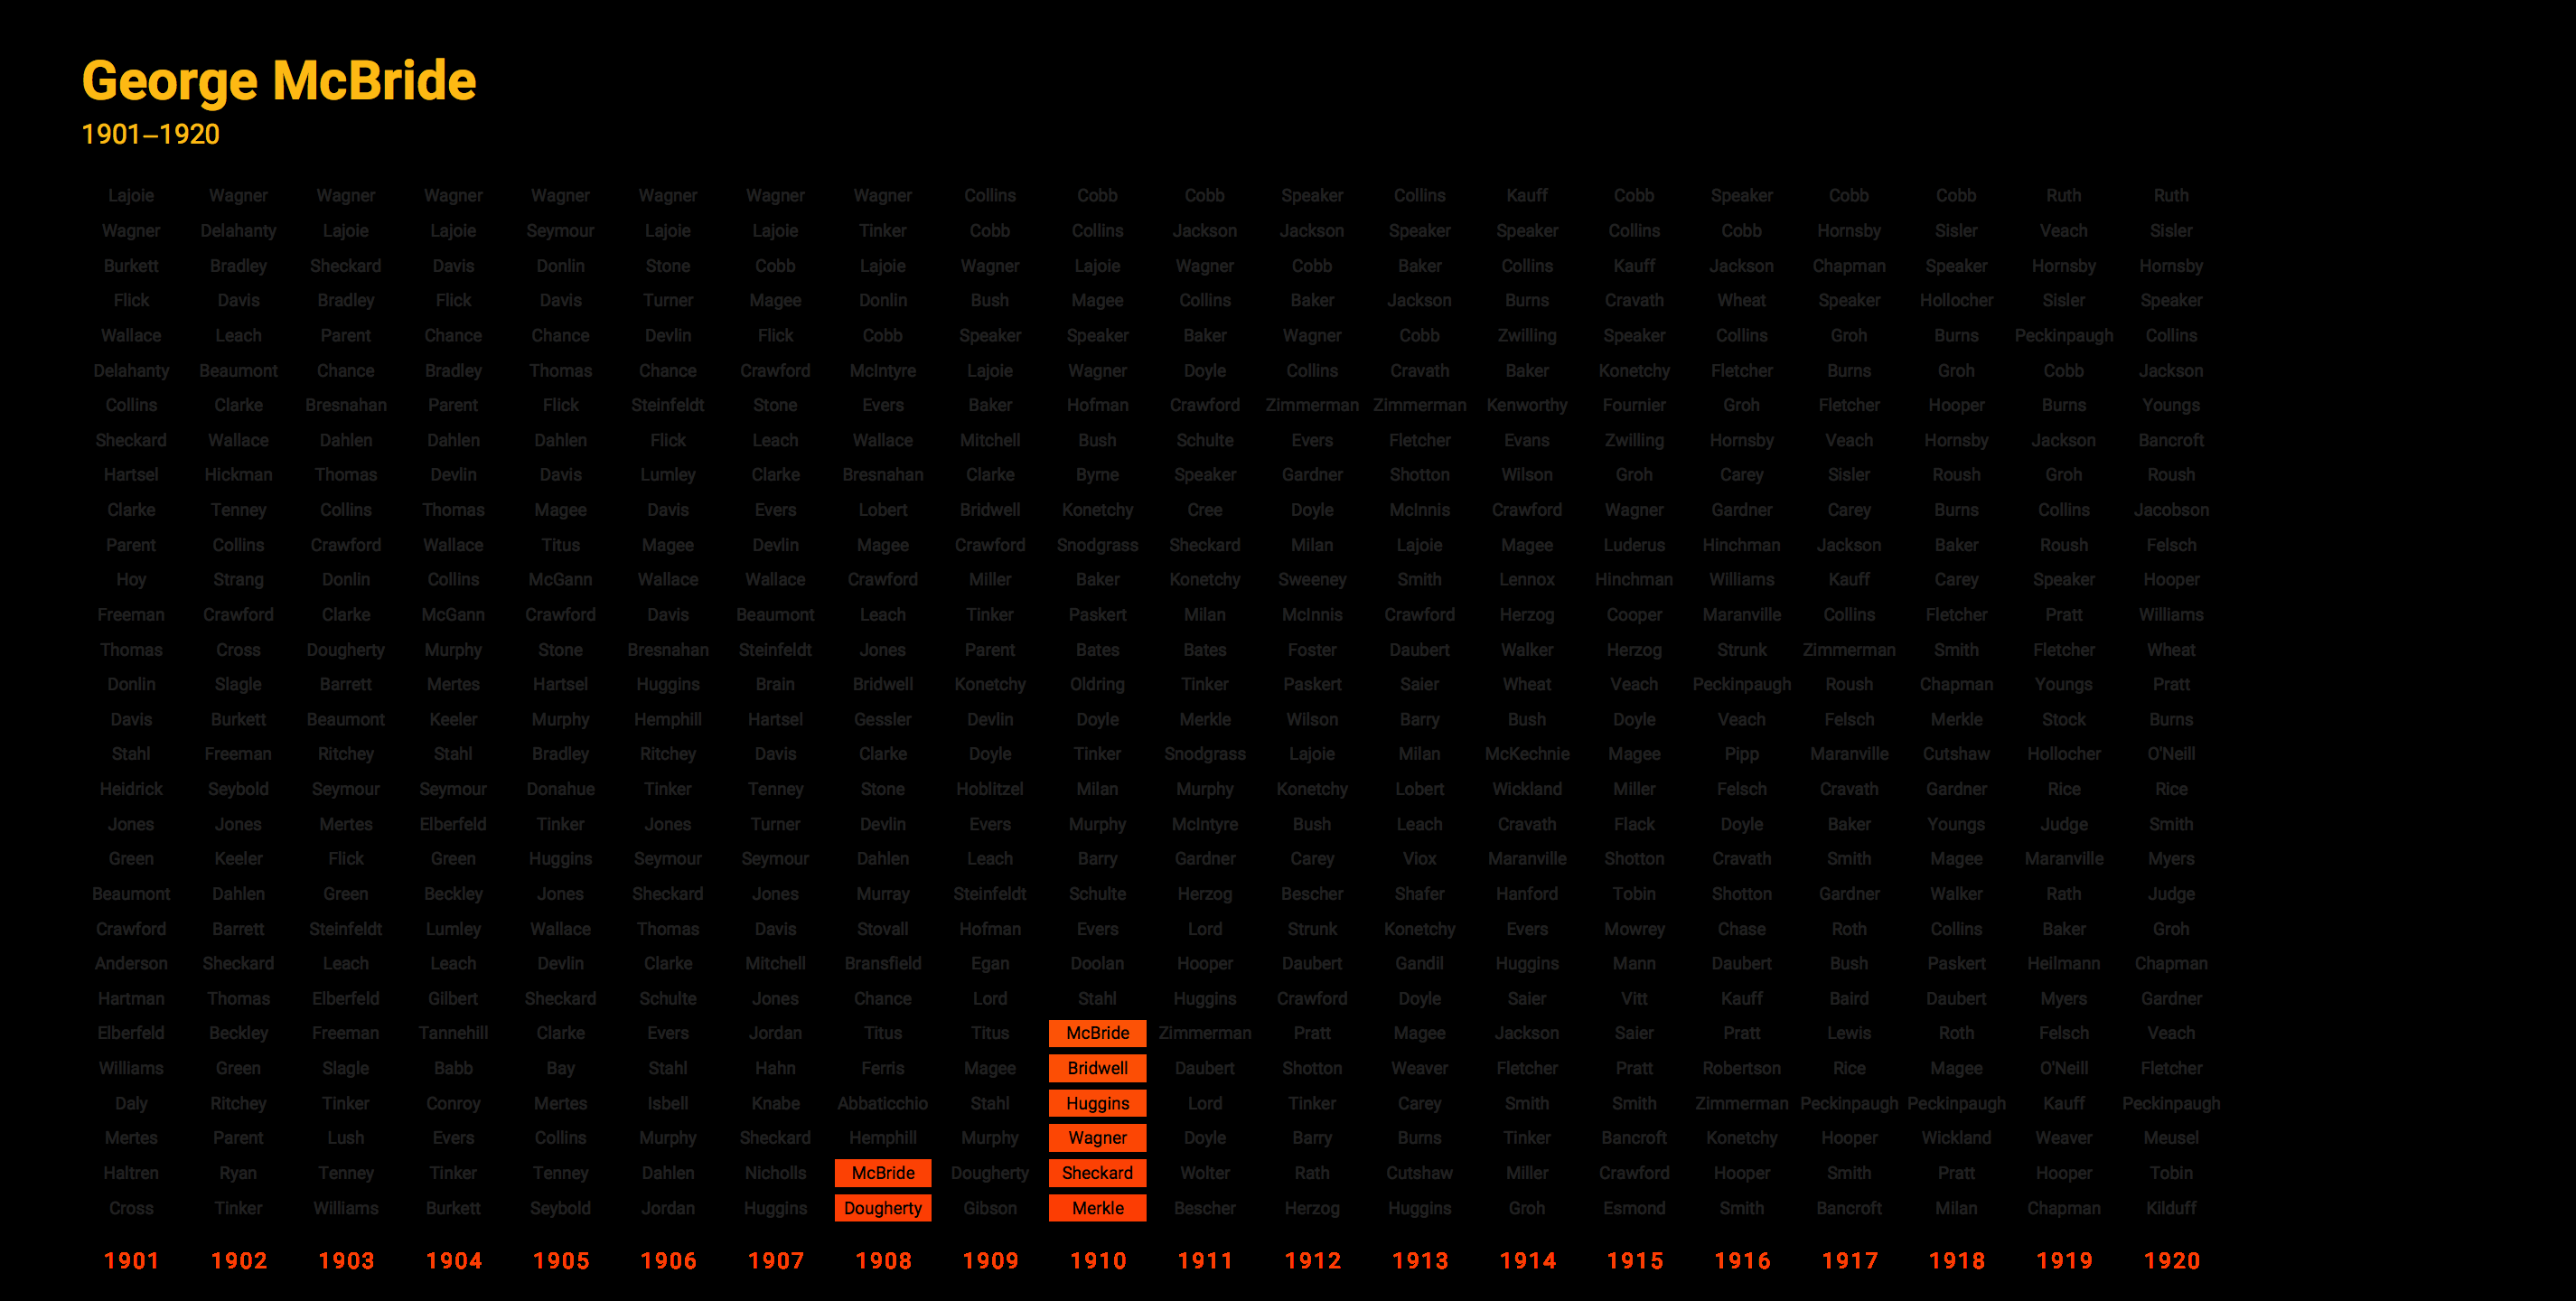 George McBride
1901–1920
Lajoie Wagner Wagner Wagner Wagner Wagner Wagner Wagner Collins Cobb Cobb Speaker Collins Kauff Cobb Speaker Cobb Cobb Ruth Ruth
Wagner Delahanty Lajoie Lajoie Seymour Lajoie Lajoie Tinker Cobb Collins Jackson Jackson Speaker Speaker Collins Cobb Hornsby Sisler Veach Sisler
Burkett Bradley Sheckard Davis Donlin Stone Cobb Lajoie Wagner Lajoie Wagner Cobb Baker Collins Kauff Jackson Chapman Speaker Hornsby Hornsby
Flick Davis Bradley Flick Davis Turner Magee Donlin Bush Magee Collins Baker Jackson Burns Cravath Wheat Speaker Hollocher Sisler Speaker
Wallace Leach Parent Chance Chance Devlin Flick Cobb Speaker Speaker Baker Wagner Cobb Zwilling Speaker Collins Groh Burns Peckinpaugh Collins
Delahanty Beaumont Chance Bradley Thomas Chance Crawford McIntyre Lajoie Wagner Doyle Collins Cravath Baker Konetchy Fletcher Burns Groh Cobb Jackson
Collins Clarke Bresnahan Parent Flick Steinfeldt Stone Evers Baker Hofman Crawford Zimmerman Zimmerman Kenworthy Fournier Groh Fletcher Hooper Burns Youngs
Sheckard Wallace Dahlen Dahlen Dahlen Flick Leach Wallace Mitchell Bush Schulte Evers Fletcher Evans Zwilling Hornsby Veach Hornsby Jackson Bancroft
Hartsel Hickman Thomas Devlin Davis Lumley Clarke Bresnahan Clarke Byrne Speaker Gardner Shotton Wilson Groh Carey Sisler Roush Groh Roush
Clarke Tenney Collins Thomas Magee Davis Evers Lobert Bridwell Konetchy Cree Doyle McInnis Crawford Wagner Gardner Carey Burns Collins Jacobson
Parent Collins Crawford Wallace Titus Magee Devlin Magee Crawford Snodgrass Sheckard Milan Lajoie Magee Luderus Hinchman Jackson Baker Roush Felsch
Hoy Strang Donlin Collins McGann Wallace Wallace Crawford Miller Baker Konetchy Sweeney Smith Lennox Hinchman Williams Kauff Carey Speaker Hooper
Freeman Crawford Clarke McGann Crawford Davis Beaumont Leach Tinker Paskert Milan McInnis Crawford Herzog Cooper Maranville Collins Fletcher Pratt Williams
Thomas Cross Dougherty Murphy Stone Bresnahan Steinfeldt Jones Parent Bates Bates Foster Daubert Walker Herzog Strunk Zimmerman Smith Fletcher Wheat
Donlin Slagle Barrett Mertes Hartsel Huggins Brain Bridwell Konetchy Oldring Tinker Paskert Saier Wheat Veach Peckinpaugh Roush Chapman Youngs Pratt
Davis Burkett Beaumont Keeler Murphy Hemphill Hartsel Gessler Devlin Doyle Merkle Wilson Barry Bush Doyle Veach Felsch Merkle Stock Burns
Stahl Freeman Ritchey Stahl Bradley Ritchey Davis Clarke Doyle Tinker Snodgrass Lajoie Milan McKechnie Magee Pipp Maranville Cutshaw Hollocher O'Neill
Heidrick Seybold Seymour Seymour Donahue Tinker Tenney Stone Hoblitzel Milan Murphy Konetchy Lobert Wickland Miller Felsch Cravath Gardner Rice Rice
Jones Jones Mertes Elberfeld Tinker Jones Turner Devlin Evers Murphy McIntyre Bush Leach Cravath Flack Doyle Baker Youngs Judge Smith
Green Keeler Flick Green Huggins Seymour Seymour Dahlen Leach Barry Gardner Carey Viox Maranville Shotton Cravath Smith Magee Maranville Myers
Beaumont Dahlen Green Beckley Jones Sheckard Jones Murray Steinfeldt Schulte Herzog Bescher Shafer Hanford Tobin Shotton Gardner Walker Rath Judge
Crawford Barrett Steinfeldt Lumley Wallace Thomas Davis Stovall Hofman Evers Lord Strunk Konetchy Evers Mowrey Chase Roth Collins Baker Groh
Anderson Sheckard Leach Leach Devlin Clarke Mitchell Bransfield Egan Doolan Hooper Daubert Gandil Huggins Mann Daubert Bush Paskert Heilmann Chapman
Hartman Thomas Elberfeld Gilbert Sheckard Schulte Jones Chance Lord Stahl Huggins Crawford Doyle Saier Vitt Kauff Baird Daubert Myers Gardner
Elberfeld Beckley Freeman Tannehill Clarke Evers Jordan Titus Titus McBride Zimmerman Pratt Magee Jackson Saier Pratt Lewis Roth Felsch Veach
Williams Green Slagle Babb Bay Stahl Hahn Ferris Magee Bridwell Daubert Shotton Weaver Fletcher Pratt Robertson Rice Magee O'Neill Fletcher
Daly Ritchey Tinker Conroy Mertes Isbell Knabe Abbaticchio Stahl Huggins Lord Tinker Carey Smith Smith Zimmerman Peckinpaugh Peckinpaugh Kauff Peckinpaugh
Mertes Parent Lush Evers Collins Murphy Sheckard Hemphill Murphy Wagner Doyle Barry Burns Tinker Bancroft Konetchy Hooper Wickland Weaver Meusel
Haltren Ryan Tenney Tinker Tenney Dahlen Nicholls McBride Dougherty Sheckard Wolter Rath Cutshaw Miller Crawford Hooper Smith Pratt Hooper Tobin
Cross Tinker Williams Burkett Seybold Jordan Huggins Dougherty Gibson Merkle Bescher Herzog Huggins Groh Esmond Smith Bancroft Milan Chapman Kilduff
1901 1902 1903 1904 1905 1906 1907 1908 1909 1910 1911 1912 1913 1914 1915 1916 1917 1918 1919 1920